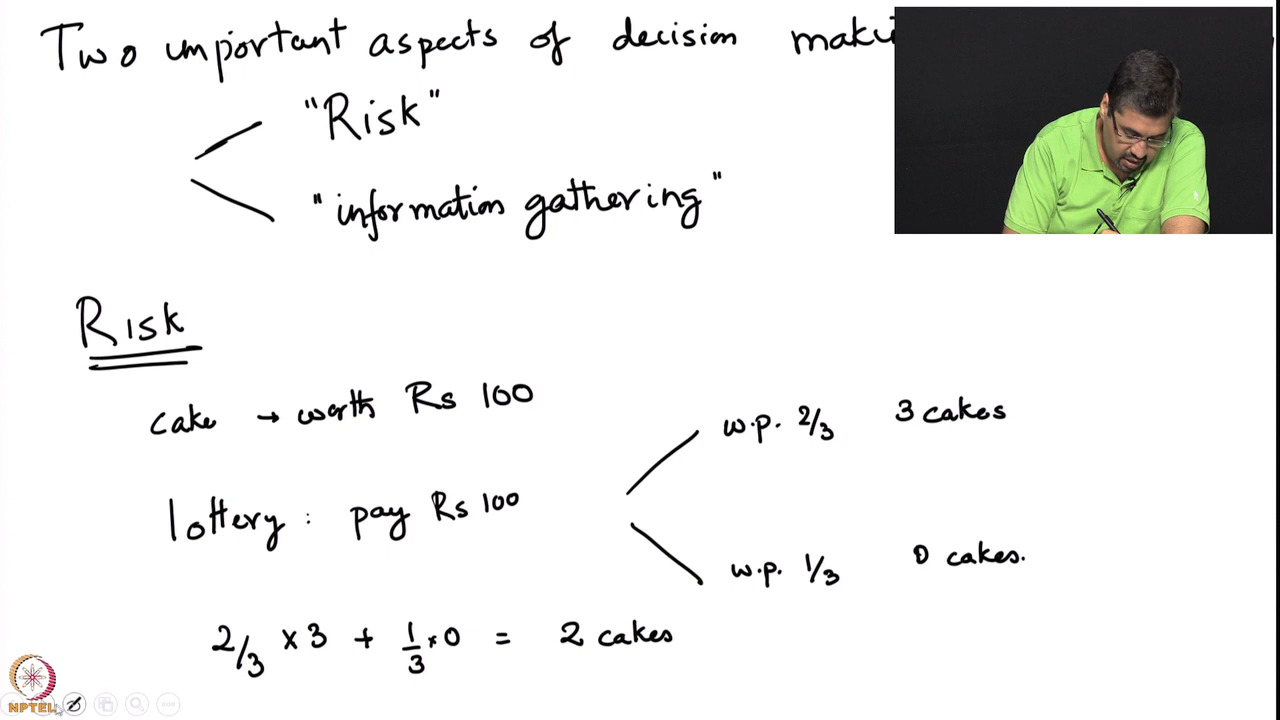 Two important aspects of decision maki
"Risk"
"information gathering"
Risk
cake → worth Rs 100
w.p. 2/3 3 cakes
lottery : pay Rs 100
w.p. 1/3 0 cakes.
2/3 × 3 + 1/3 × 0 = 2 cakes
NPTEL